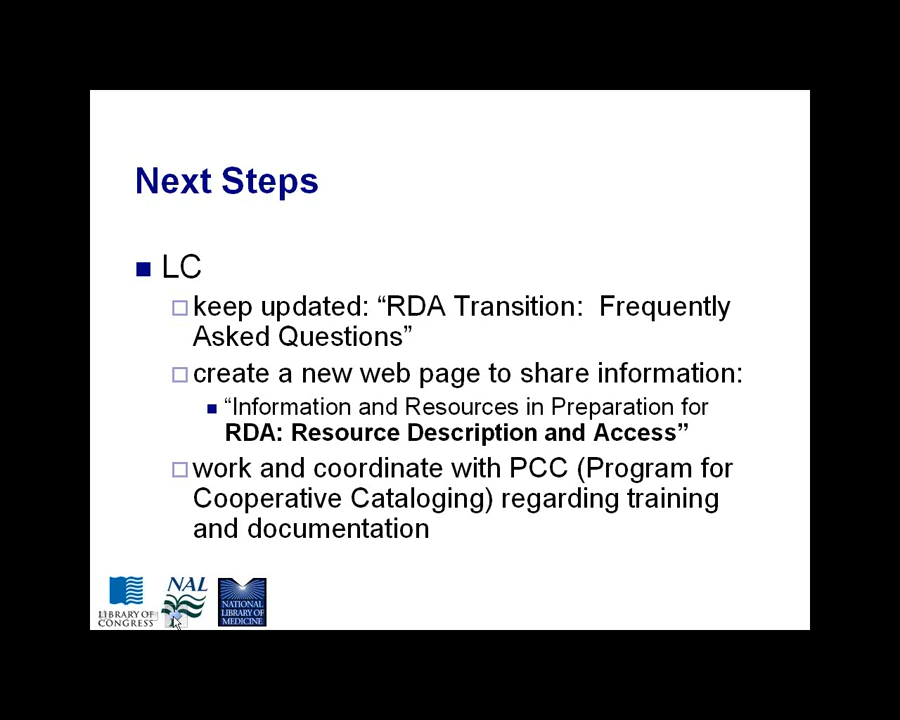 Next Steps
LC
keep updated: “RDA Transition:  Frequently
Asked Questions”
create a new web page to share information:
“Information and Resources in Preparation for
RDA: Resource Description and Access”
work and coordinate with PCC (Program for
Cooperative Cataloging) regarding training
and documentation
LIBRARY OF
CONGRESS
NAL
NATIONAL
LIBRARY OF
MEDICINE